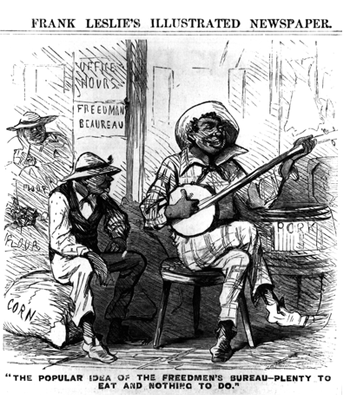 FRANK LESLIE'S ILLUSTRATED NEWSPAPER.
OFFICE
HOURS
FREEDMAN
BEAUREAU
FLOUR
PORK
CORN
"THE POPULAR IDEA OF THE FREEDMEN'S BUREAU—PLENTY TO
EAT AND NOTHING TO DO."